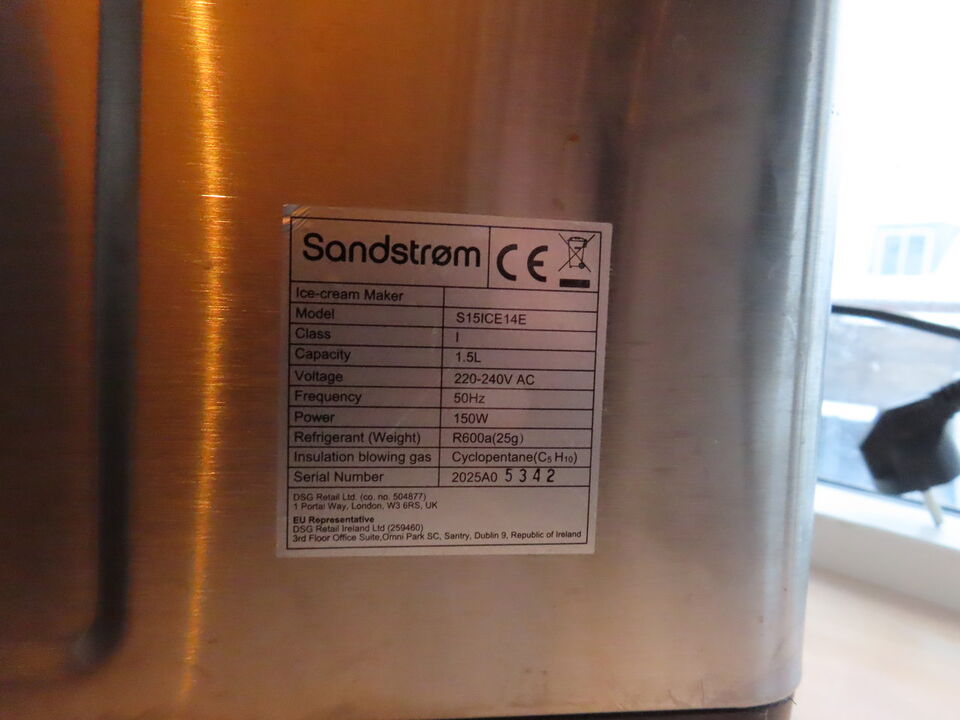 Sandstrøm CE
Ice-cream Maker
Model S15ICE14E
Class I
Capacity 1.5L
Voltage 220-240V AC
Frequency 50Hz
Power 150W
Refrigerant (Weight) R600a(25g)
Insulation blowing gas Cyclopentane(C₅ H₁₀)
Serial Number 2025A0 5342
DSG Retail Ltd. (co. no. 504877)
1 Portal Way, London, W3 6RS, UK
EU Representative
DSG Retail Ireland Ltd (259460)
3rd Floor Office Suite,Omni Park SC, Santry, Dublin 9, Republic of Ireland